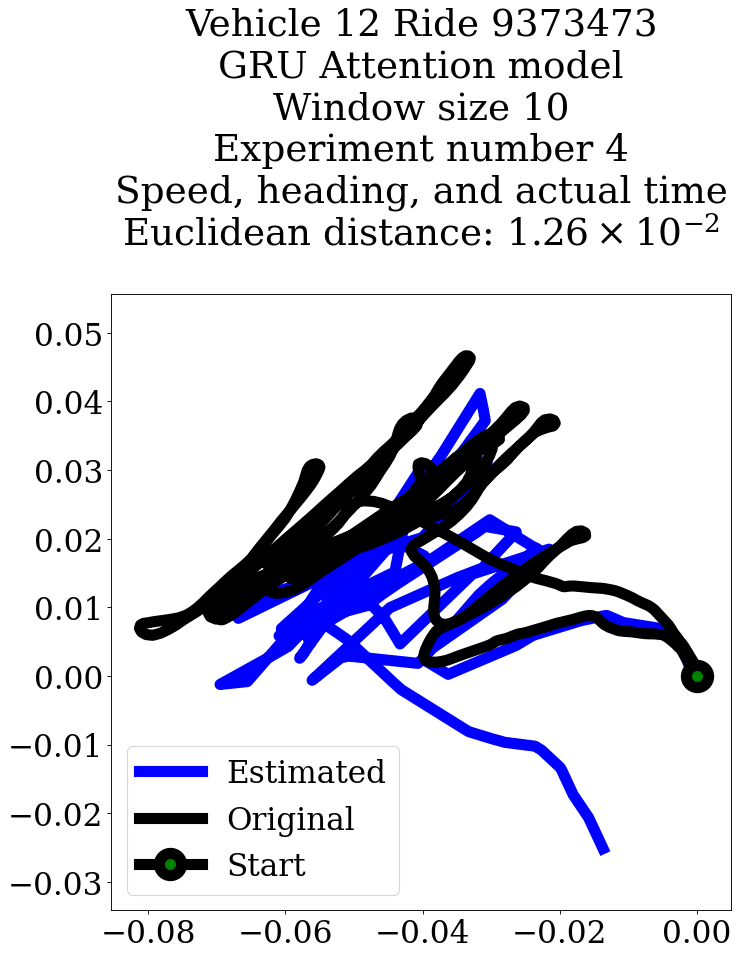 Vehicle 12 Ride 9373473
GRU Attention model
Window size 10
Experiment number 4
Speed, heading, and actual time
Euclidean distance: 1.26 × 10⁻²
0.05
0.04
0.03
0.02
0.01
0.00
−0.01
−0.02
−0.03
Estimated
Original
Start
−0.08 −0.06 −0.04 −0.02 0.00